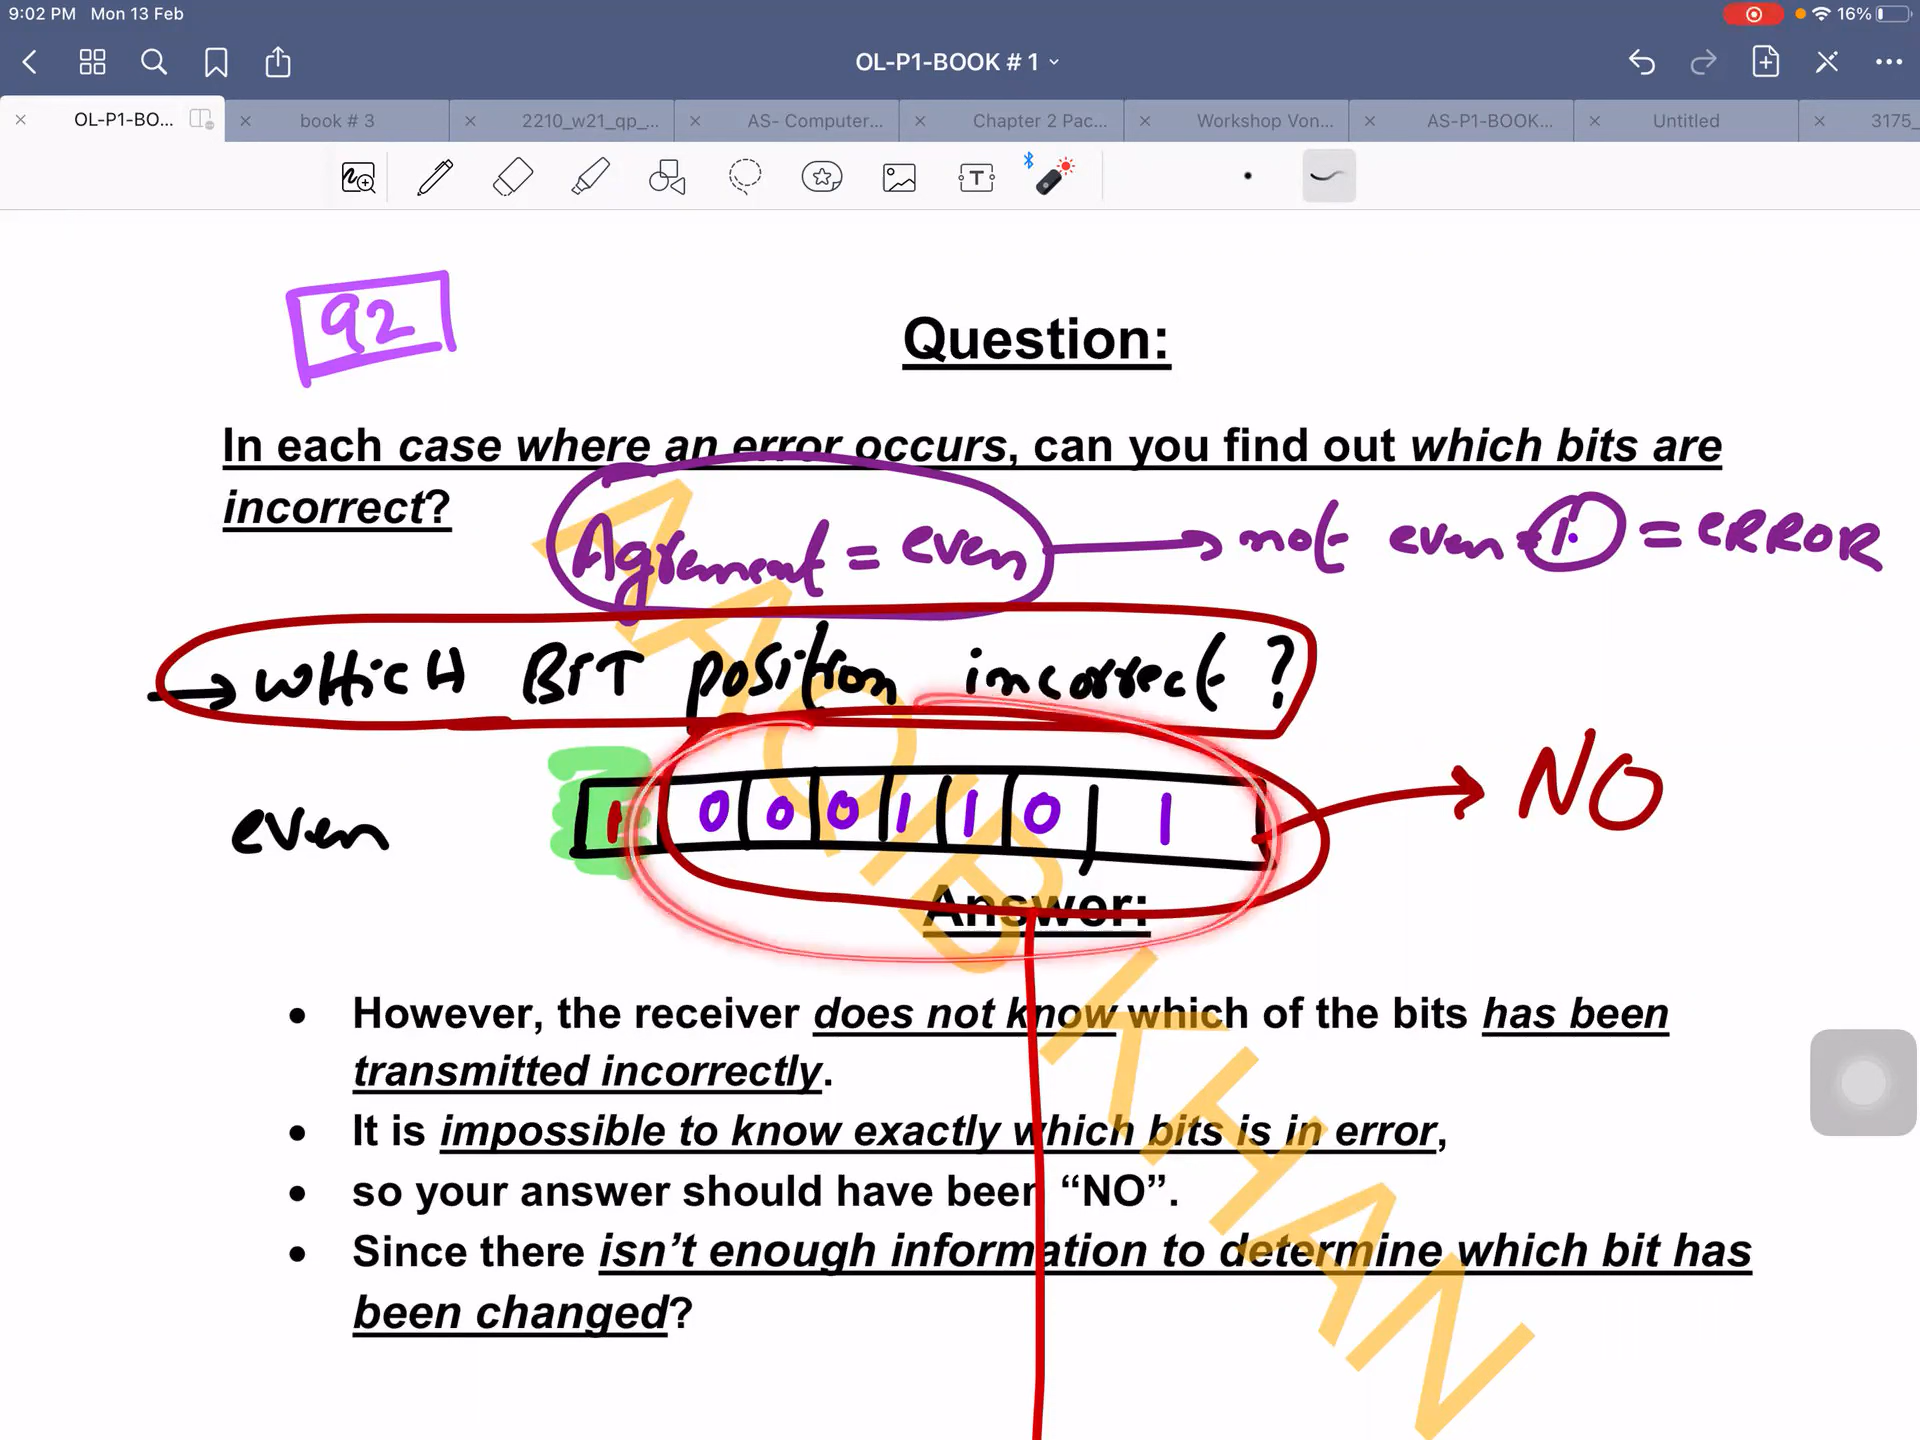 9:02 PM Mon 13 Feb 16%
OL-P1-BOOK # 1
OL-P1-BO... book # 3 2210_w21_qp_... AS- Computer... Chapter 2 Pac... Workshop Von... AS-P1-BOOK... Untitled 3175_
T
92
Question:
In each case where an error occurs, can you find out which bits are
incorrect?
Agrement = even → not even 1 = ERROR
→ WHICH BIT position incorrect ?
even 1 0 0 0 1 1 0 1 → NO
Answer:
• However, the receiver does not know which of the bits has been
transmitted incorrectly.
• It is impossible to know exactly which bits is in error,
• so your answer should have been “NO”.
• Since there isn’t enough information to determine which bit has
been changed?
AAQIB KHAN